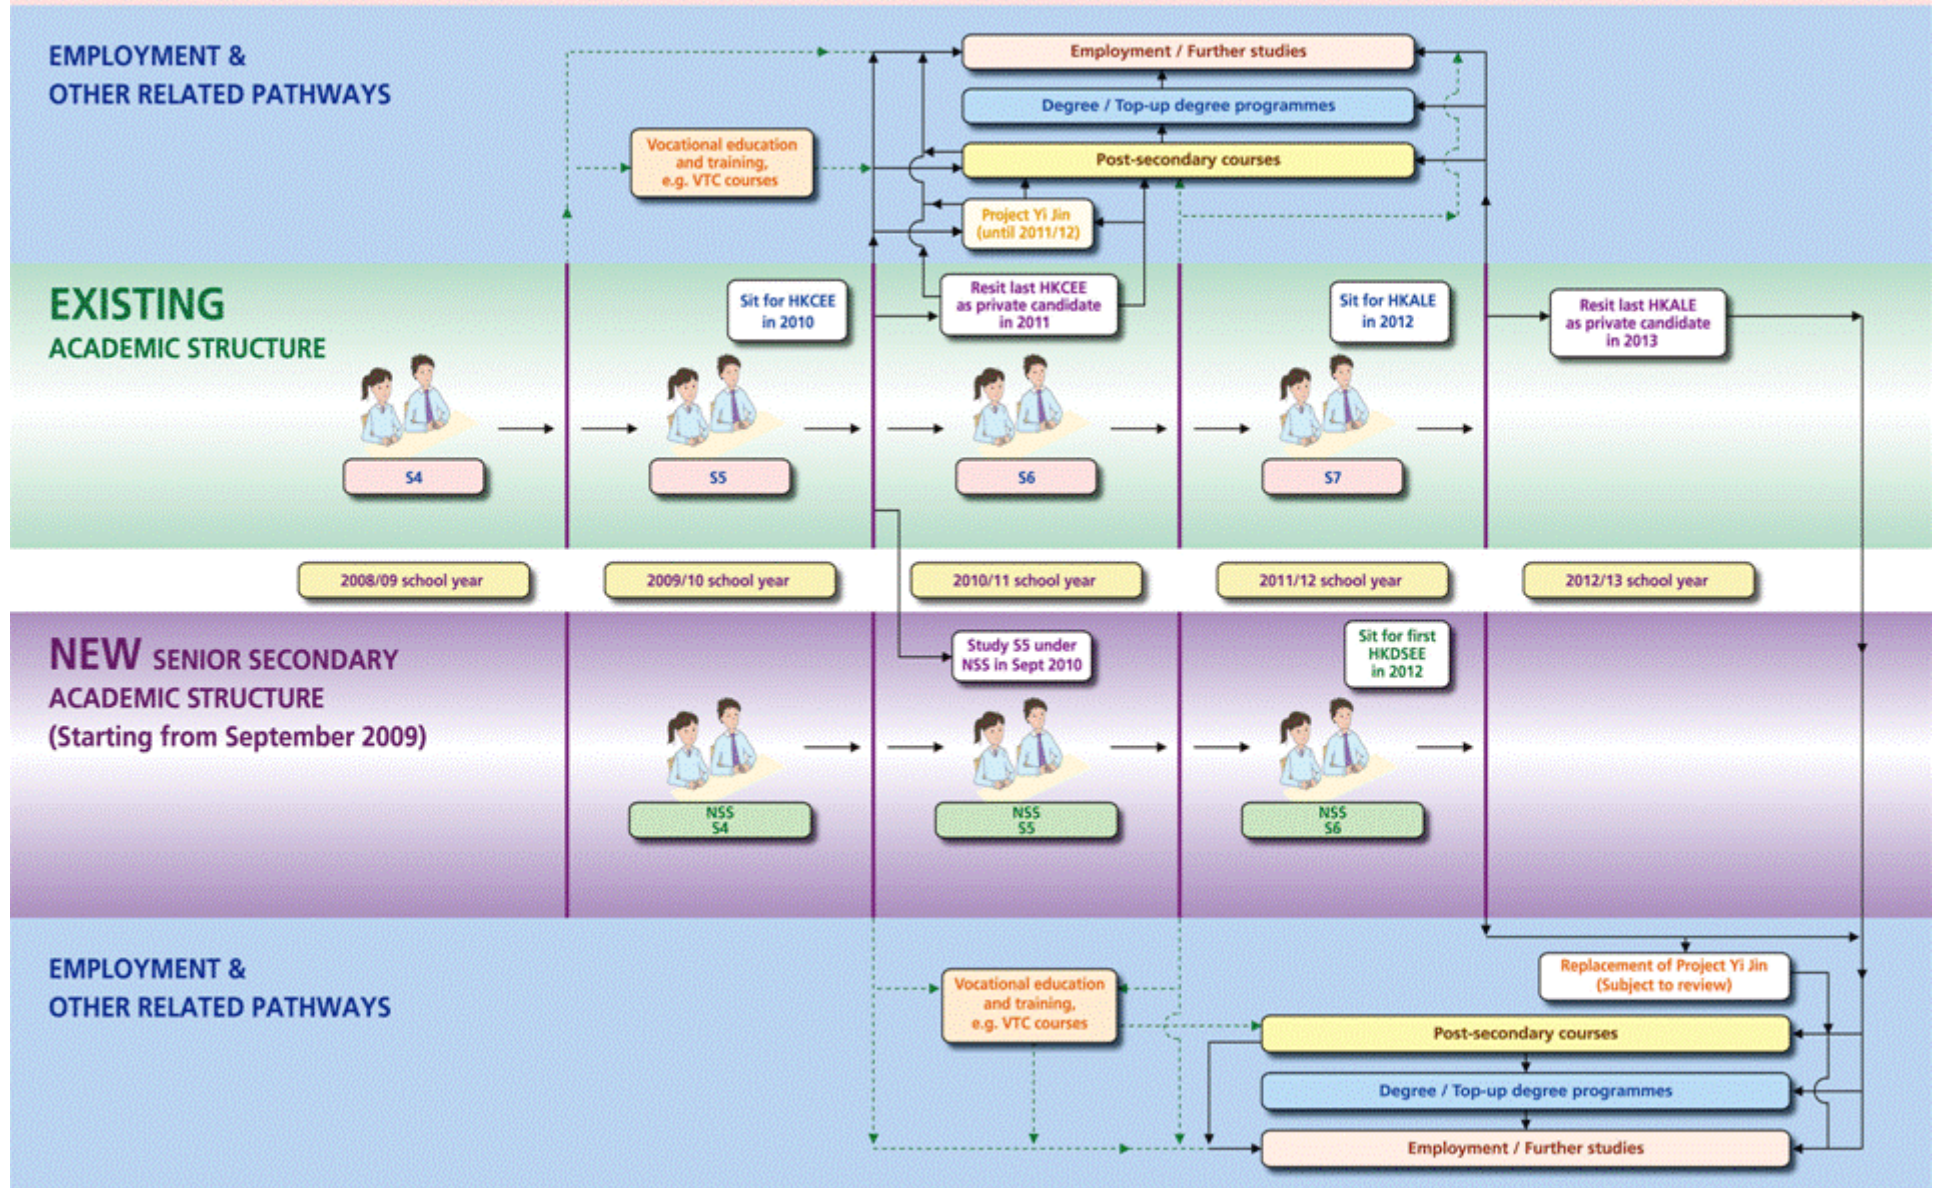 EMPLOYMENT &
OTHER RELATED PATHWAYS
Employment / Further studies
Degree / Top-up degree programmes
Post-secondary courses
Vocational education
and training,
e.g. VTC courses
Project Yi Jin
(until 2011/12)
EXISTING
ACADEMIC STRUCTURE
Sit for HKCEE
in 2010
Resit last HKCEE
as private candidate
in 2011
Sit for HKALE
in 2012
Resit last HKALE
as private candidate
in 2013
S4
S5
S6
S7
2008/09 school year
2009/10 school year
2010/11 school year
2011/12 school year
2012/13 school year
NEW SENIOR SECONDARY
ACADEMIC STRUCTURE
(Starting from September 2009)
Study S5 under
NSS in Sept 2010
Sit for first
HKDSEE
in 2012
NSS
S4
NSS
S5
NSS
S6
EMPLOYMENT &
OTHER RELATED PATHWAYS
Vocational education
and training,
e.g. VTC courses
Replacement of Project Yi Jin
(Subject to review)
Post-secondary courses
Degree / Top-up degree programmes
Employment / Further studies